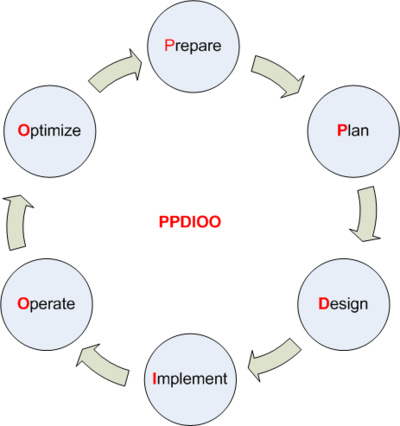 Prepare
Plan
Design
Implement
Operate
Optimize
PPDIOO